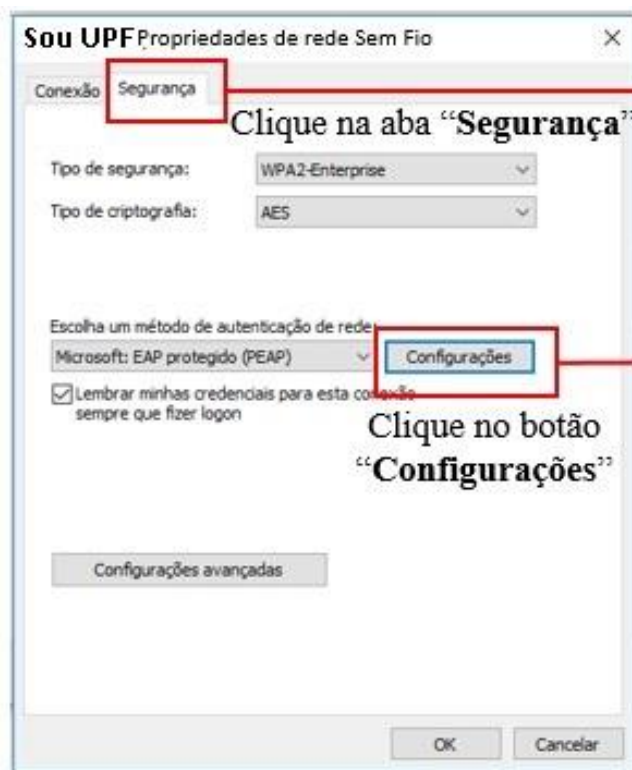 Sou UPF Propriedades de rede Sem Fio
Conexão Segurança
Clique na aba “Segurança”
Tipo de segurança: WPA2-Enterprise
Tipo de criptografia: AES
Escolha um método de autenticação de rede:
Microsoft: EAP protegido (PEAP) Configurações
Lembrar minhas credenciais para esta conexão
sempre que fizer logon
Clique no botão
“Configurações”
Configurações avançadas
OK Cancelar